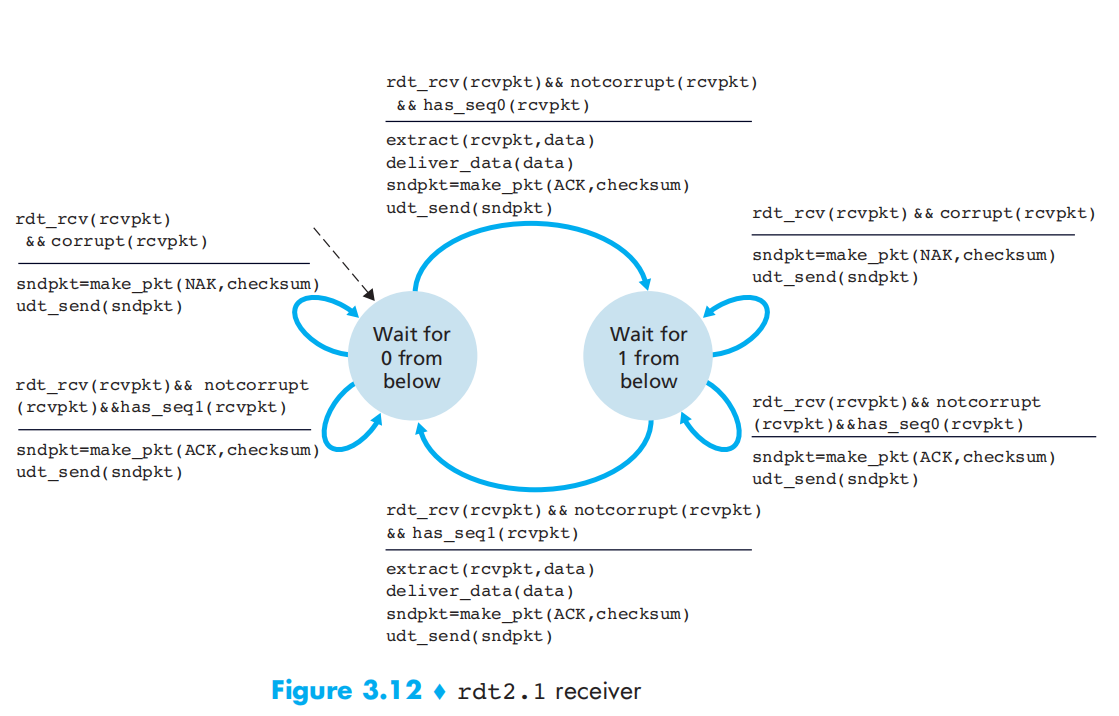 rdt_rcv(rcvpkt)&& notcorrupt(rcvpkt)
&& has_seq0(rcvpkt)
extract(rcvpkt,data)
deliver_data(data)
sndpkt=make_pkt(ACK,checksum)
udt_send(sndpkt)
rdt_rcv(rcvpkt)
&& corrupt(rcvpkt)
sndpkt=make_pkt(NAK,checksum)
udt_send(sndpkt)
rdt_rcv(rcvpkt) && corrupt(rcvpkt)
sndpkt=make_pkt(NAK,checksum)
udt_send(sndpkt)
Wait for
0 from
below
Wait for
1 from
below
rdt_rcv(rcvpkt)&& notcorrupt
(rcvpkt)&&has_seq1(rcvpkt)
sndpkt=make_pkt(ACK,checksum)
udt_send(sndpkt)
rdt_rcv(rcvpkt)&& notcorrupt
(rcvpkt)&&has_seq0(rcvpkt)
sndpkt=make_pkt(ACK,checksum)
udt_send(sndpkt)
rdt_rcv(rcvpkt) && notcorrupt(rcvpkt)
&& has_seq1(rcvpkt)
extract(rcvpkt,data)
deliver_data(data)
sndpkt=make_pkt(ACK,checksum)
udt_send(sndpkt)
Figure 3.12 ♦ rdt2.1 receiver